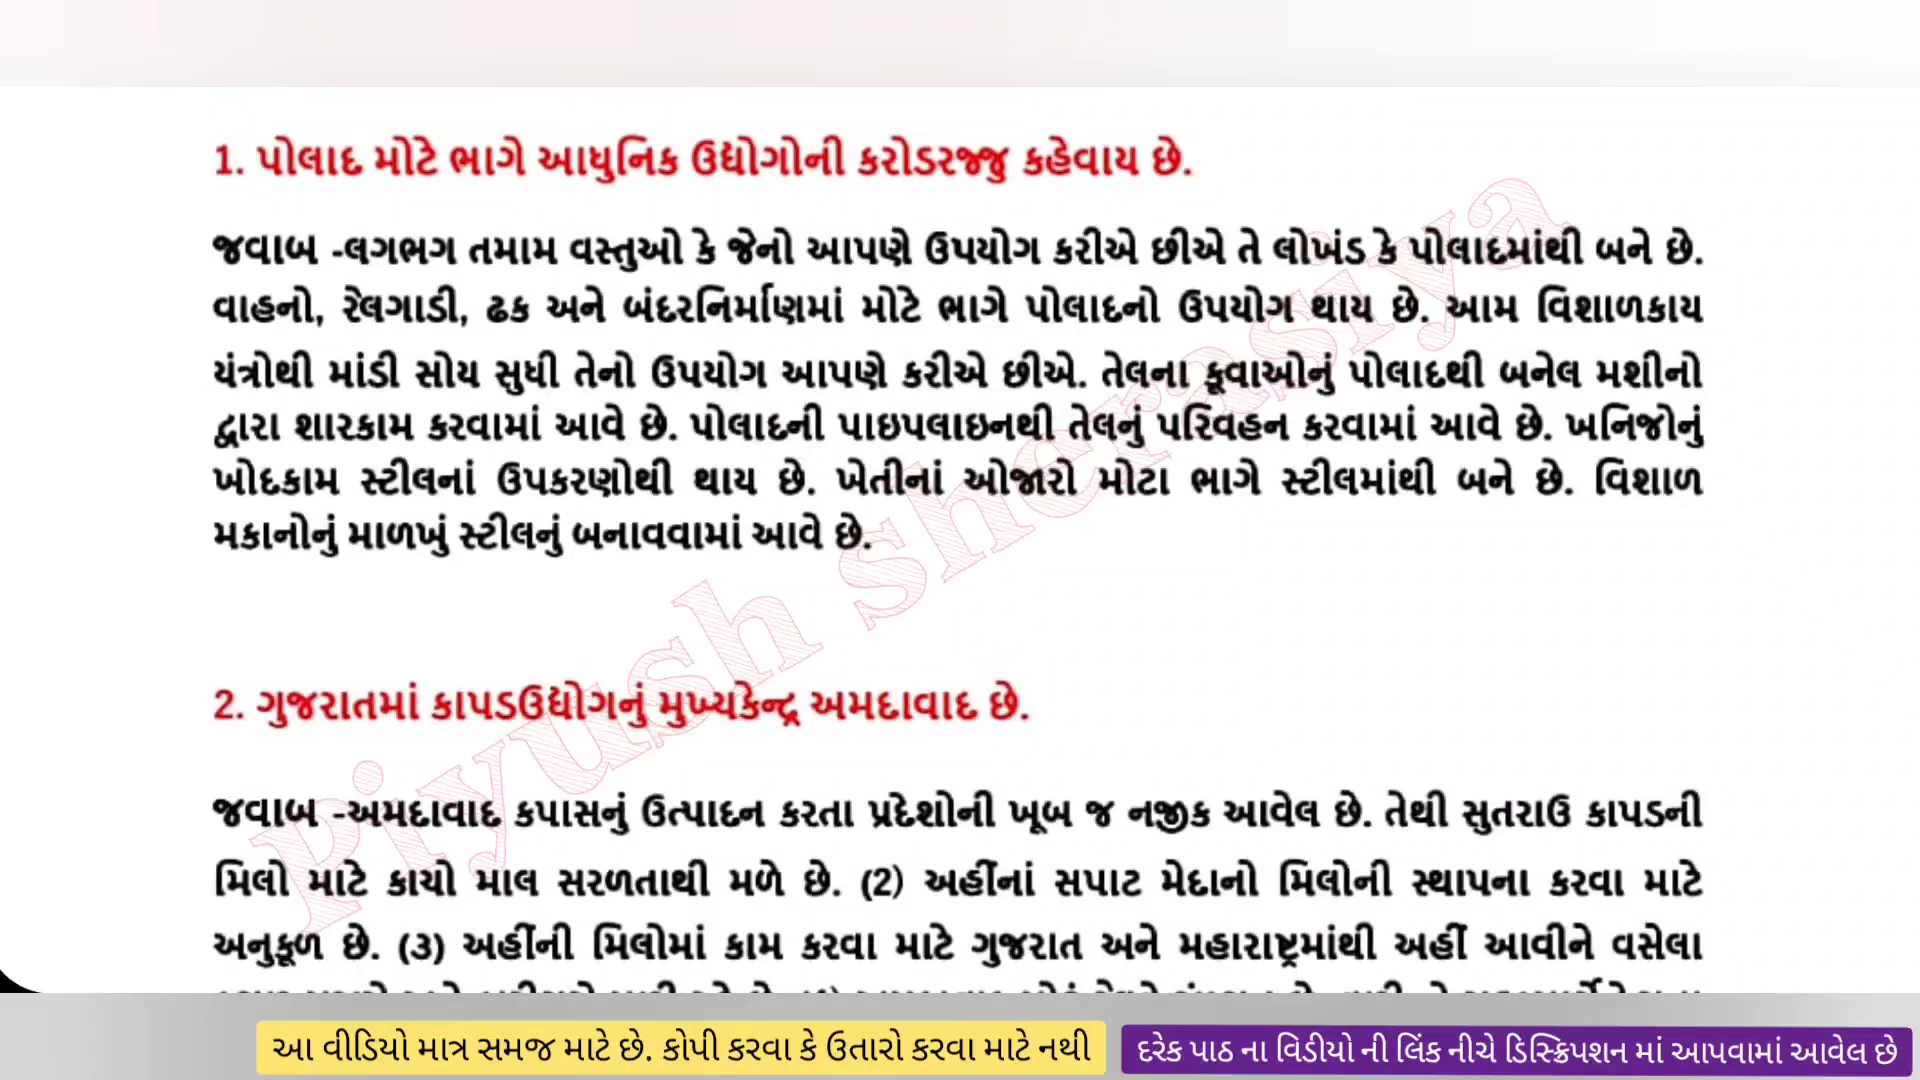 1. પોલાદ મોટે ભાગે આધુનિક ઉદ્યોગોની કરોડરજ્જુ કહેવાય છે.
જવાબ -લગભગ તમામ વસ્તુઓ કે જેનો આપણે ઉપયોગ કરીએ છીએ તે લોખંડ કે પોલાદમાંથી બને છે.
વાહનો, રેલગાડી, ઢક અને બંદરનિર્માણમાં મોટે ભાગે પોલાદનો ઉપયોગ થાય છે. આમ વિશાળકાય
યંત્રોથી માંડી સોય સુધી તેનો ઉપયોગ આપણે કરીએ છીએ. તેલના કૂવાઓનું પોલાદથી બનેલ મશીનો
દ્વારા શારકામ કરવામાં આવે છે. પોલાદની પાઇપલાઇનથી તેલનું પરિવહન કરવામાં આવે છે. ખનિજોનું
ખોદકામ સ્ટીલનાં ઉપકરણોથી થાય છે. ખેતીનાં ઓજારો મોટા ભાગે સ્ટીલમાંથી બને છે. વિશાળ
મકાનોનું માળખું સ્ટીલનું બનાવવામાં આવે છે.
Piyush sherasiya
2. ગુજરાતમાં કાપડઉદ્યોગનું મુખ્યકેન્દ્ર અમદાવાદ છે.
જવાબ -અમદાવાદ કપાસનું ઉત્પાદન કરતા પ્રદેશોની ખૂબ જ નજીક આવેલ છે. તેથી સુતરાઉ કાપડની
મિલો માટે કાચો માલ સરળતાથી મળે છે. (2) અહીંનાં સપાટ મેદાનો મિલોની સ્થાપના કરવા માટે
અનુકૂળ છે. (૩) અહીંની મિલોમાં કામ કરવા માટે ગુજરાત અને મહારાષ્ટ્રમાંથી અહીં આવીને વસેલા
આ વીડિયો માત્ર સમજ માટે છે. કોપી કરવા કે ઉતારો કરવા માટે નથી
દરેક પાઠ ના વિડીયો ની લિંક નીચે ડિસ્ક્રિપશન માં આપવામાં આવેલ છે